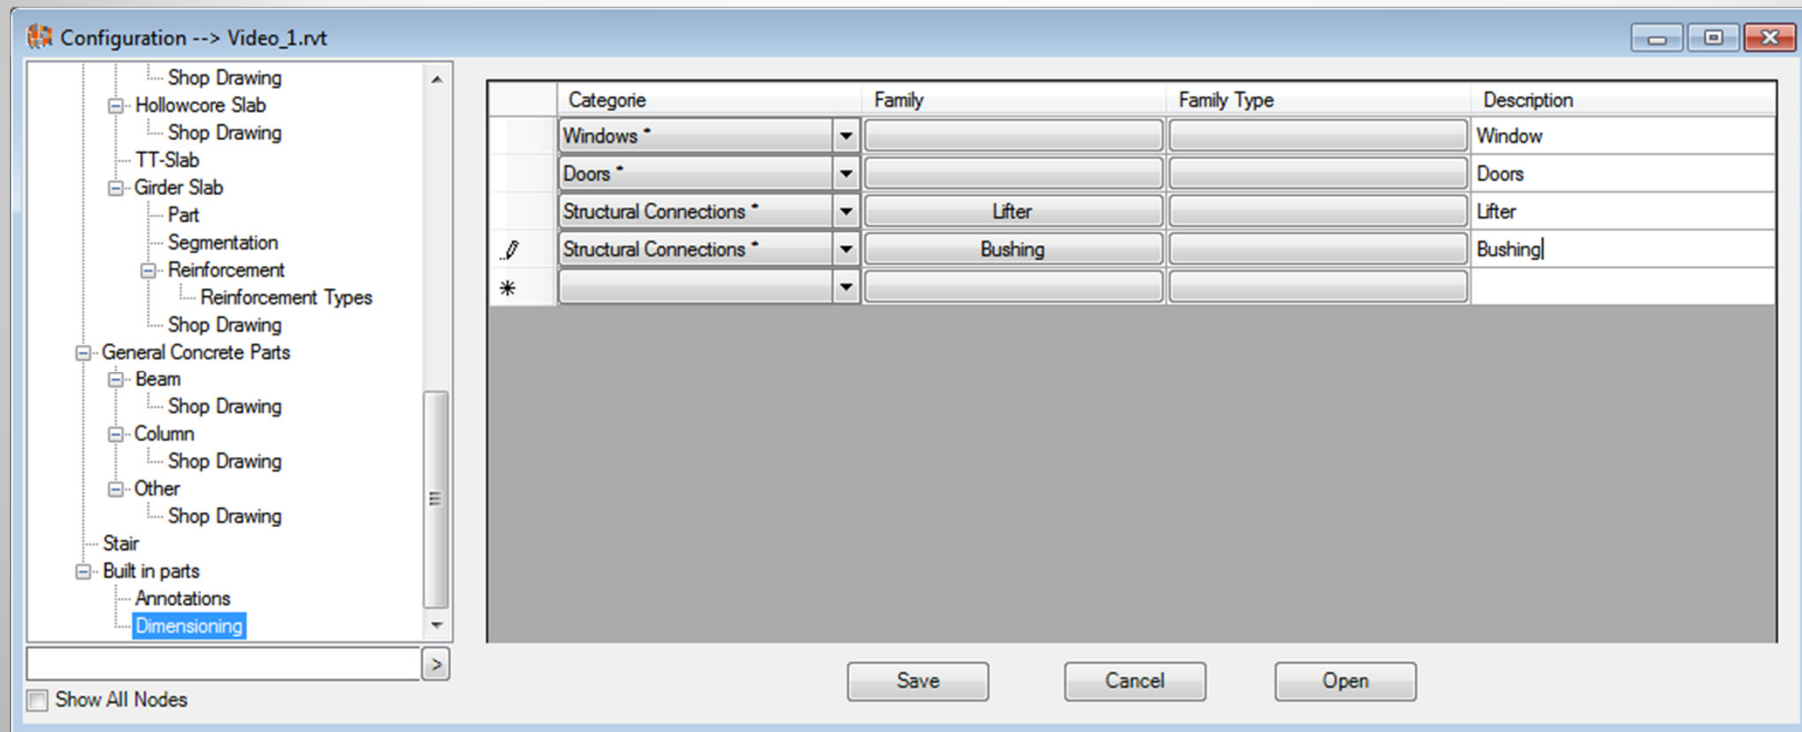 Configuration --> Video_1.rvt
Shop Drawing
Hollowcore Slab
Shop Drawing
TT-Slab
Girder Slab
Part
Segmentation
Reinforcement
Reinforcement Types
Shop Drawing
General Concrete Parts
Beam
Shop Drawing
Column
Shop Drawing
Other
Shop Drawing
Stair
Built in parts
Annotations
Dimensioning
>
Show All Nodes
Categorie Family Family Type Description
Windows * Window
Doors * Doors
Structural Connections * Lifter Lifter
Structural Connections * Bushing Bushing
Save Cancel Open